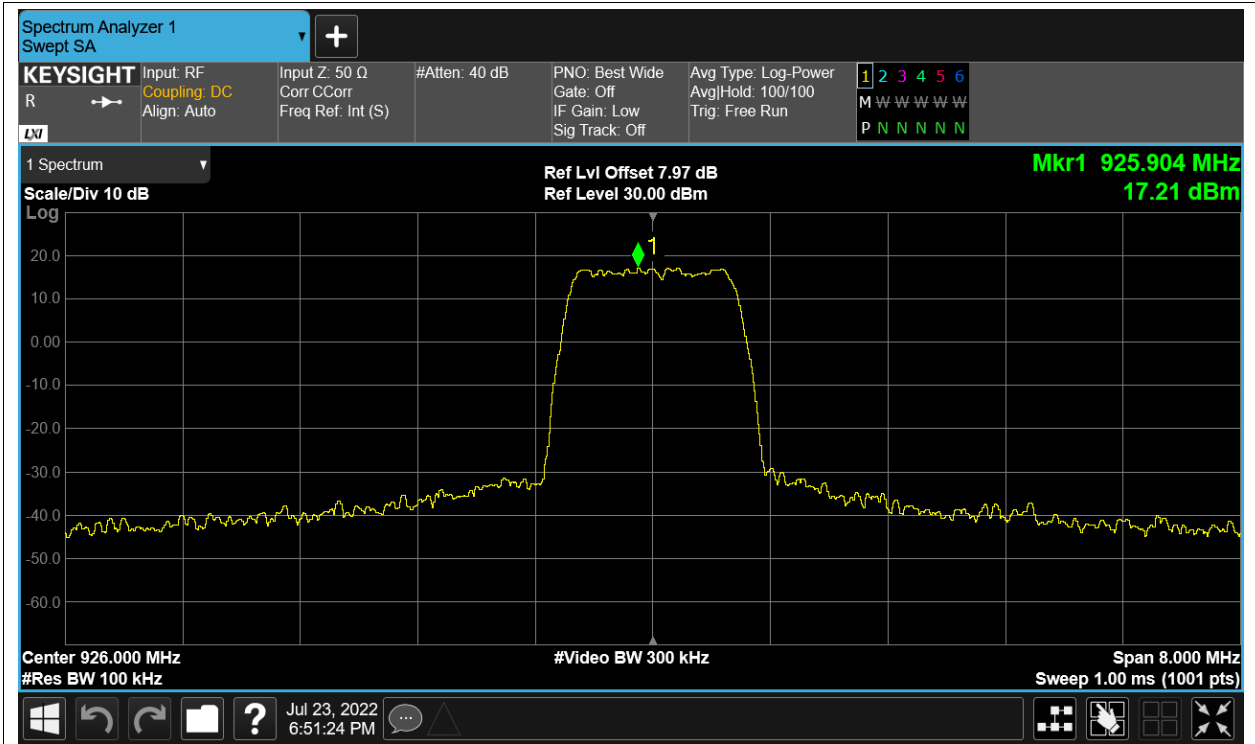 Spectrum Analyzer 1
Swept SA
+
KEYSIGHT Input: RF Input Z: 50 Ω #Atten: 40 dB PNO: Best Wide Avg Type: Log-Power 1 2 3 4 5 6
R Coupling: DC Corr CCorr Gate: Off Avg|Hold: 100/100 M W W W W W W
Align: Auto Freq Ref: Int (S) IF Gain: Low Trig: Free Run
LXI Sig Track: Off P N N N N N N
1 Spectrum Ref Lvl Offset 7.97 dB Mkr1 925.904 MHz
Scale/Div 10 dB Ref Level 30.00 dBm 17.21 dBm
Log
1
20.0
10.0
0.00
-10.0
-20.0
-30.0
-40.0
-50.0
-60.0
Center 926.000 MHz #Video BW 300 kHz Span 8.000 MHz
#Res BW 100 kHz Sweep 1.00 ms (1001 pts)
? Jul 23, 2022
6:51:24 PM